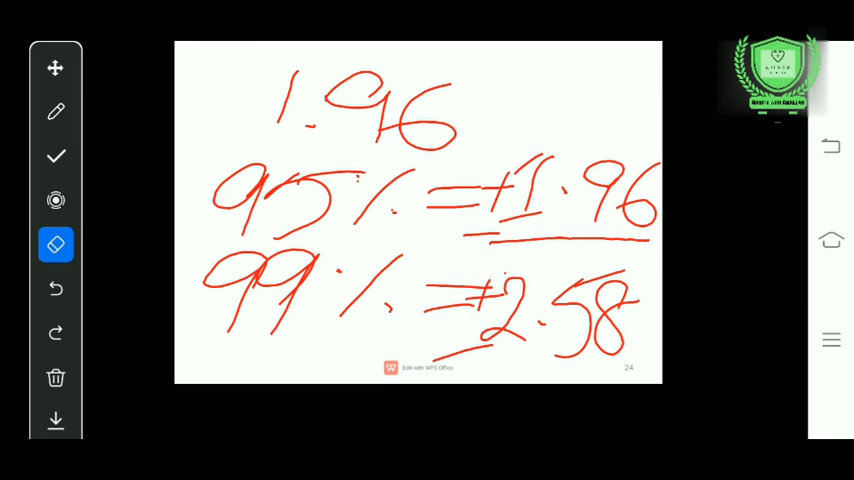 1.96
95% = ±1.96
99% = ±2.58
Edit with WPS Office
24